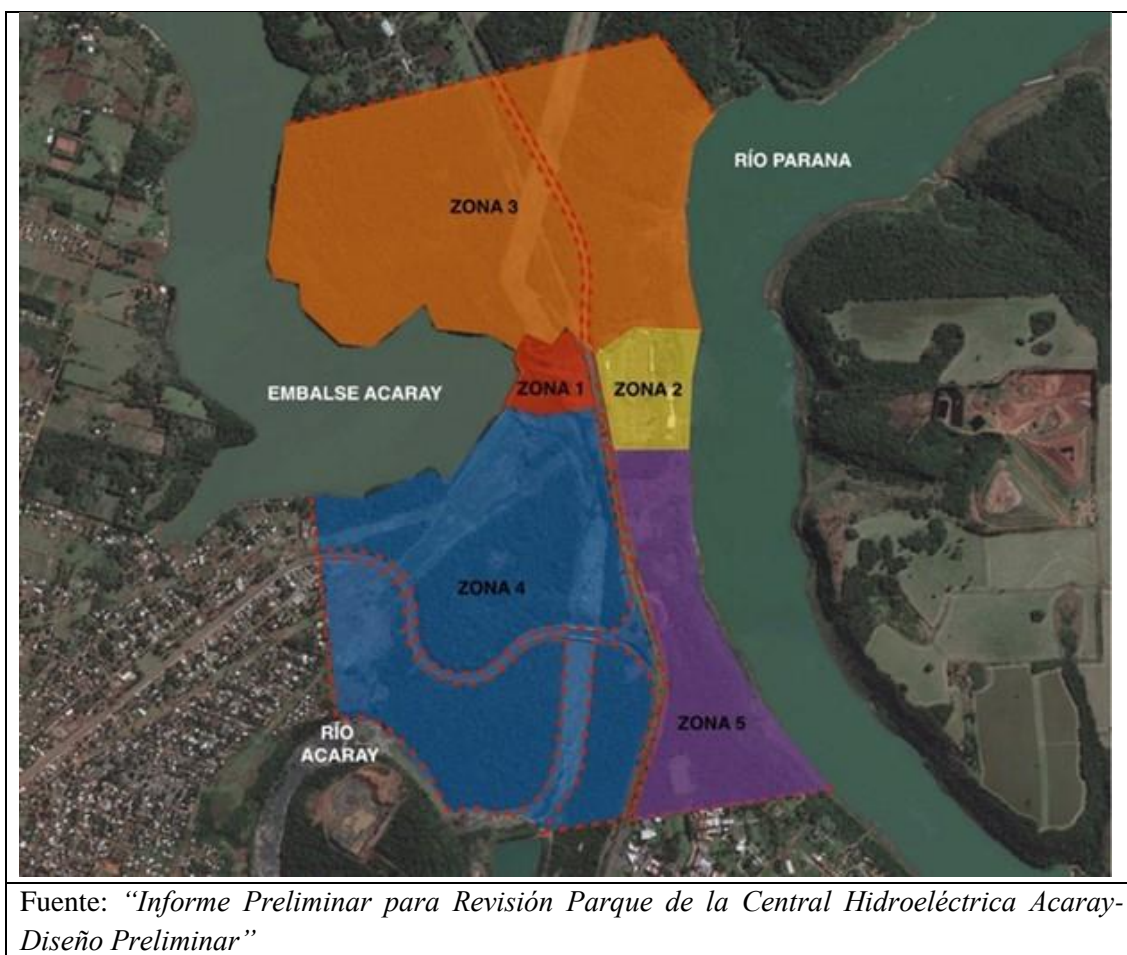 RÍO PARANA
ZONA 3
EMBALSE ACARAY
ZONA 1
ZONA 2
ZONA 4
RÍO
ACARAY
ZONA 5
Fuente: “Informe Preliminar para Revisión Parque de la Central Hidroeléctrica Acaray-
Diseño Preliminar”